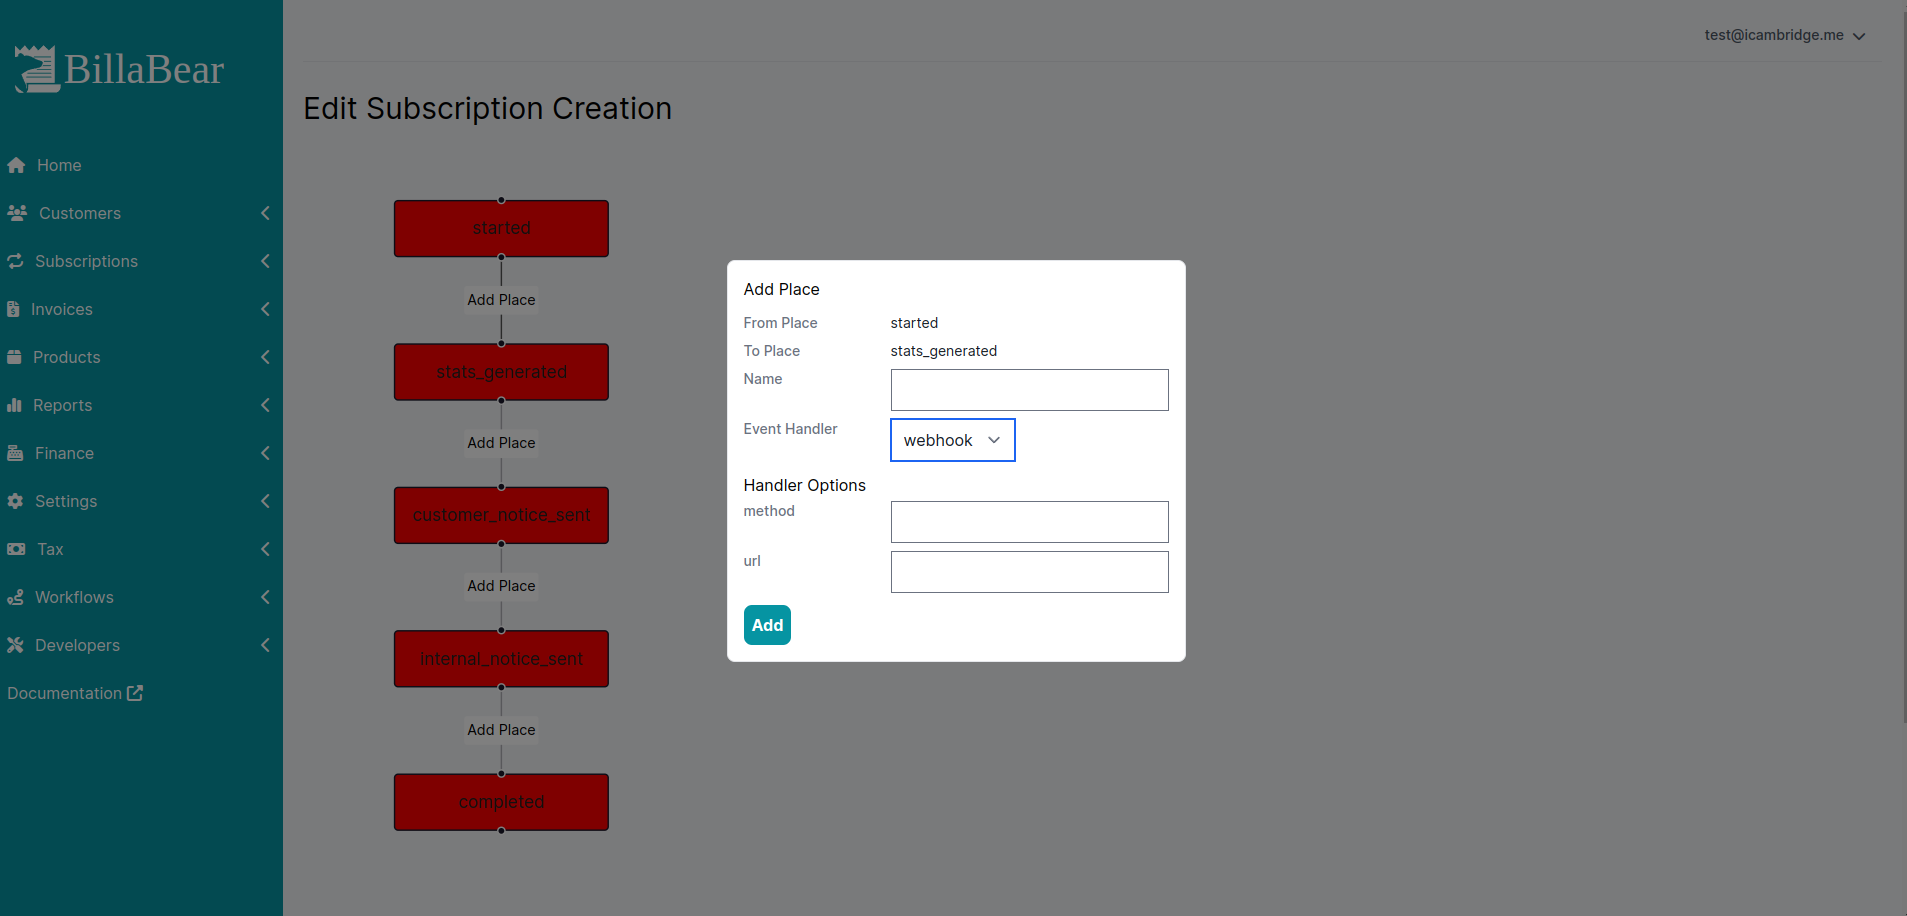 BillaBear
test@icambridge.me
Edit Subscription Creation
Home
Customers
Subscriptions
Invoices
Products
Reports
Finance
Settings
Tax
Workflows
Developers
Documentation
started
Add Place
stats_generated
Add Place
customer_notice_sent
Add Place
internal_notice_sent
Add Place
completed
Add Place
From Place started
To Place stats_generated
Name
Event Handler webhook
Handler Options
method
url
Add